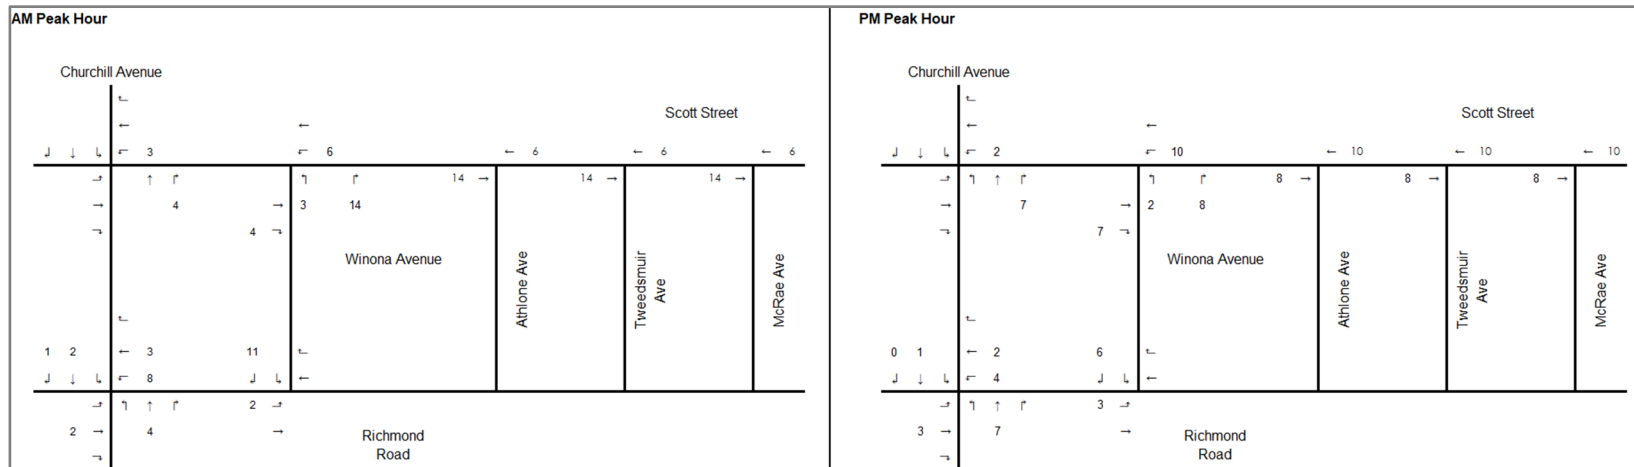 AM Peak Hour
Churchill Avenue
Scott Street
↵ ↓ ↳ 3 6 ← 6 ← 6 ← 6
↑ 14 → 14 → 14 →
4 → 3 14
4
Winona Avenue
Athlone Ave
Tweedsmuir
Ave
McRae Ave
1 2 ← 3 11
8 ←
↑ 2
2 → 4 →
Richmond
Road
PM Peak Hour
Churchill Avenue
Scott Street
↓ 2 10 ← 10 ← 10 ← 10
↑ 8 → 8 → 8 →
→ 7 → 2 8
7
Winona Avenue
Athlone Ave
Tweedsmuir
Ave
McRae Ave
0 1 ← 2 6
↓ 4 ←
↑ 3
3 → 7 →
Richmond
Road